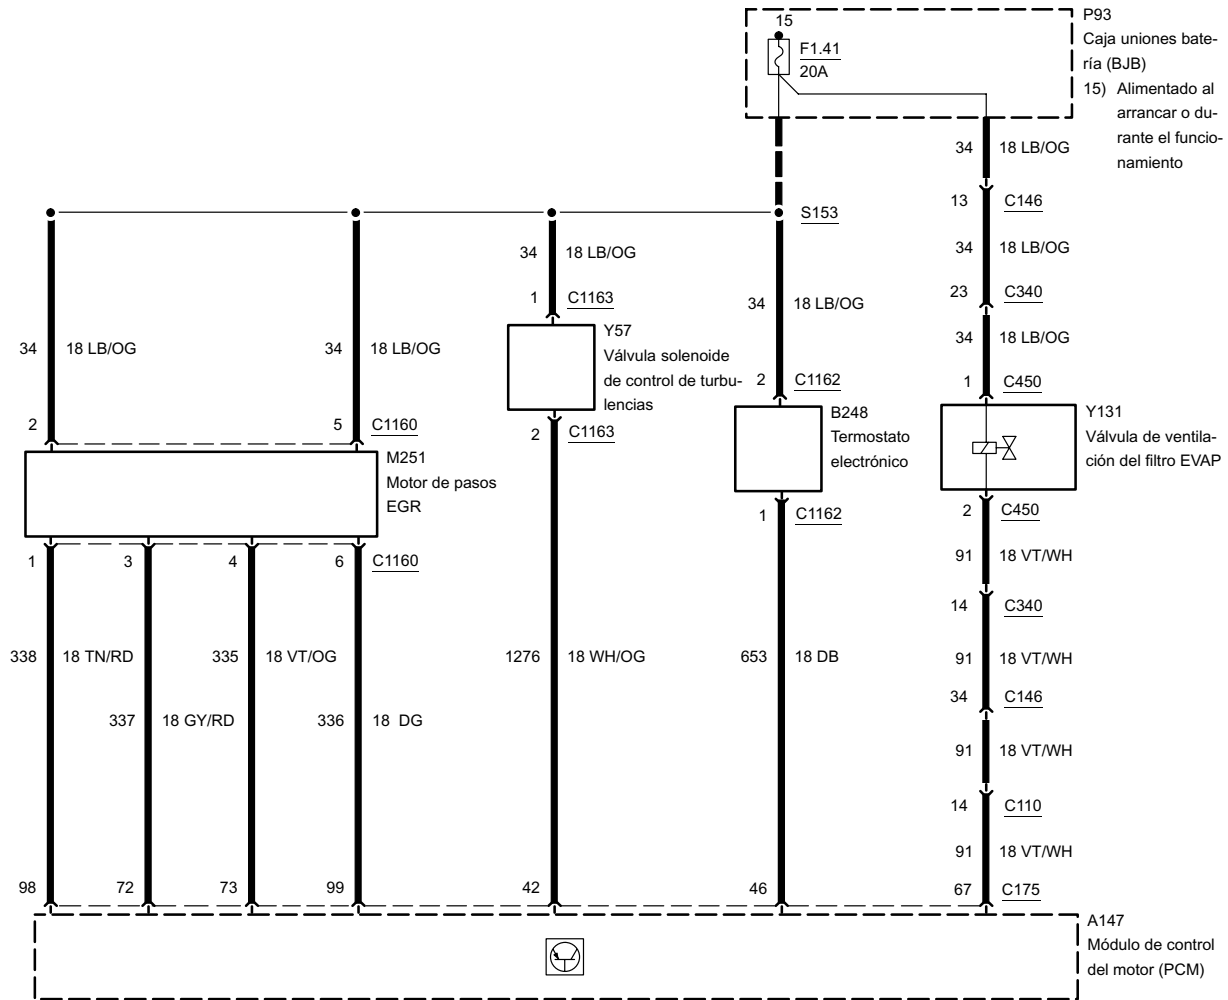 15
P93
Caja uniones bate-
ría (BJB)
15) Alimentado al
arrancar o du-
rante el funcio-
namiento
F1.41
20A
34 18 LB/OG
13 C146
S153
34 18 LB/OG
34 18 LB/OG
1 C1163
23 C340
34 18 LB/OG
Y57
Válvula solenoide
de control de turbu-
lencias
34 18 LB/OG
34 18 LB/OG
34 18 LB/OG
2 C1162
1 C450
2
5 C1160
2 C1163
B248
Termostato
electrónico
Y131
Válvula de ventila-
ción del filtro EVAP
M251
Motor de pasos
EGR
1 C1162
2 C450
1
3
4
6 C1160
91 18 VT/WH
14 C340
338 18 TN/RD
335 18 VT/OG
1276 18 WH/OG
653 18 DB
91 18 VT/WH
34 C146
337 18 GY/RD
336 18 DG
91 18 VT/WH
14 C110
91 18 VT/WH
98
72
73
99
42
46
67 C175
A147
Módulo de control
del motor (PCM)